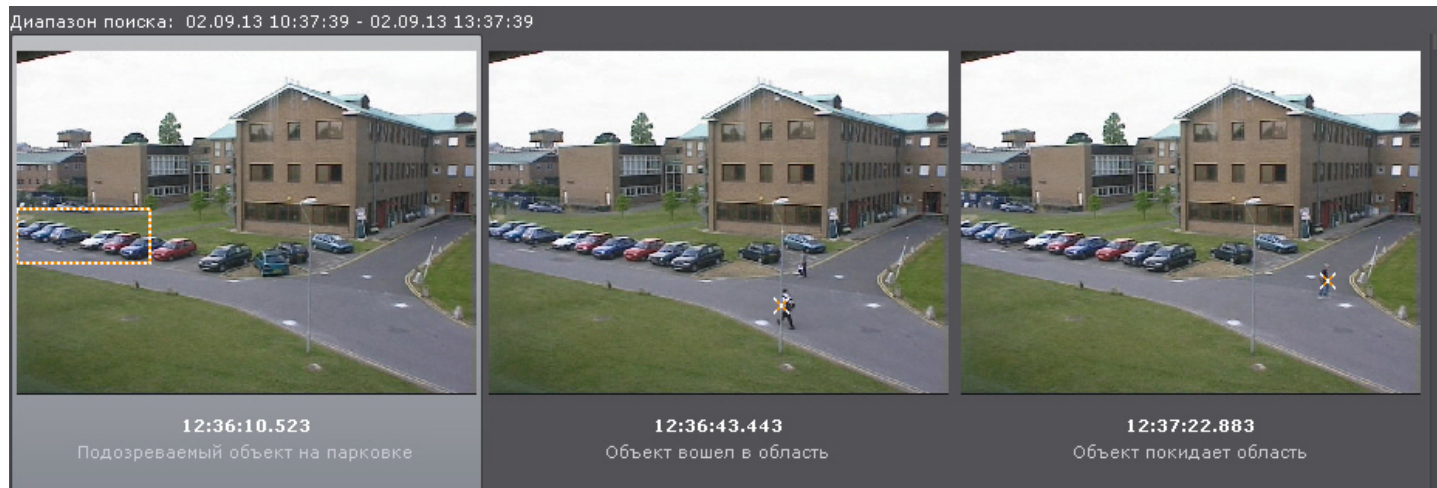 Диапазон поиска: 02.09.13 10:37:39 - 02.09.13 13:37:39
12:36:10.523
Подозреваемый объект на парковке
12:36:43.443
Объект вошел в область
12:37:22.883
Объект покидает область